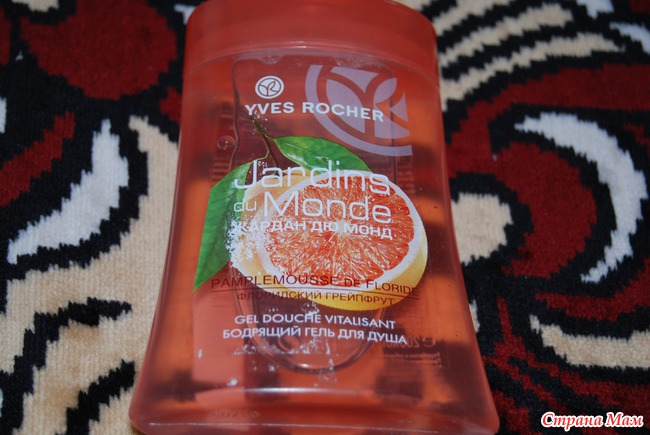 YVES ROCHER
Jardins
du Monde
ЖАРДАН ДЮ МОНД
PAMPLEMOUSSE DE FLORIDE
ФЛОРИДСКИЙ ГРЕЙПФРУТ
GEL DOUCHE VITALISANT
БОДРЯЩИЙ ГЕЛЬ ДЛЯ ДУША
Страна Мам